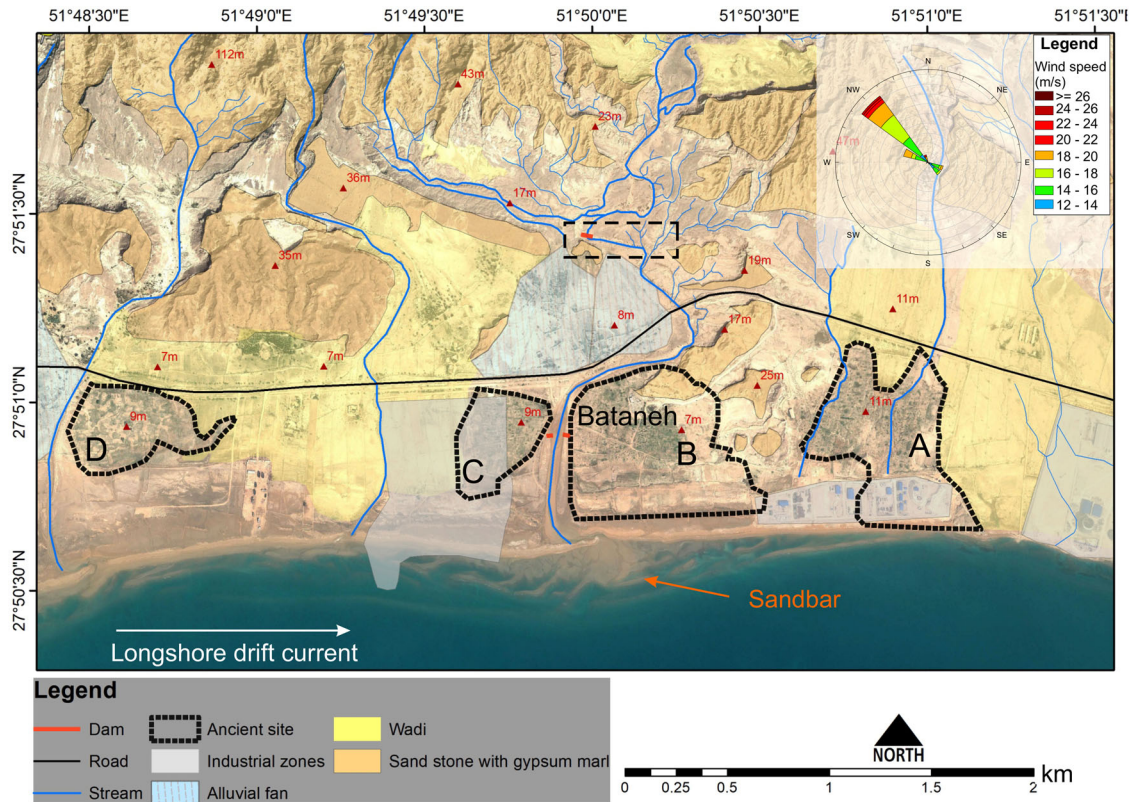 51°48'30"E
51°49'0"E
51°49'30"E
51°50'0"E
51°50'30"E
51°51'0"E
51°51'30"E
27°51'30"N
27°51'0"N
27°50'30"N
112m
43m
23m
47m
36m
17m
35m
19m
11m
8m
17m
7m
7m
25m
9m
9m
7m
11m
Bataneh
D
C
B
A
Sandbar
Longshore drift current
Legend
Wind speed
(m/s)
>= 26
24 - 26
22 - 24
20 - 22
18 - 20
16 - 18
14 - 16
12 - 14
N
NE
E
SE
S
SW
W
NW
Legend
Dam
Ancient site
Wadi
Road
Industrial zones
Sand stone with gypsum marl
Stream
Alluvial fan
NORTH
0 0.25 0.5 1 1.5 2 km